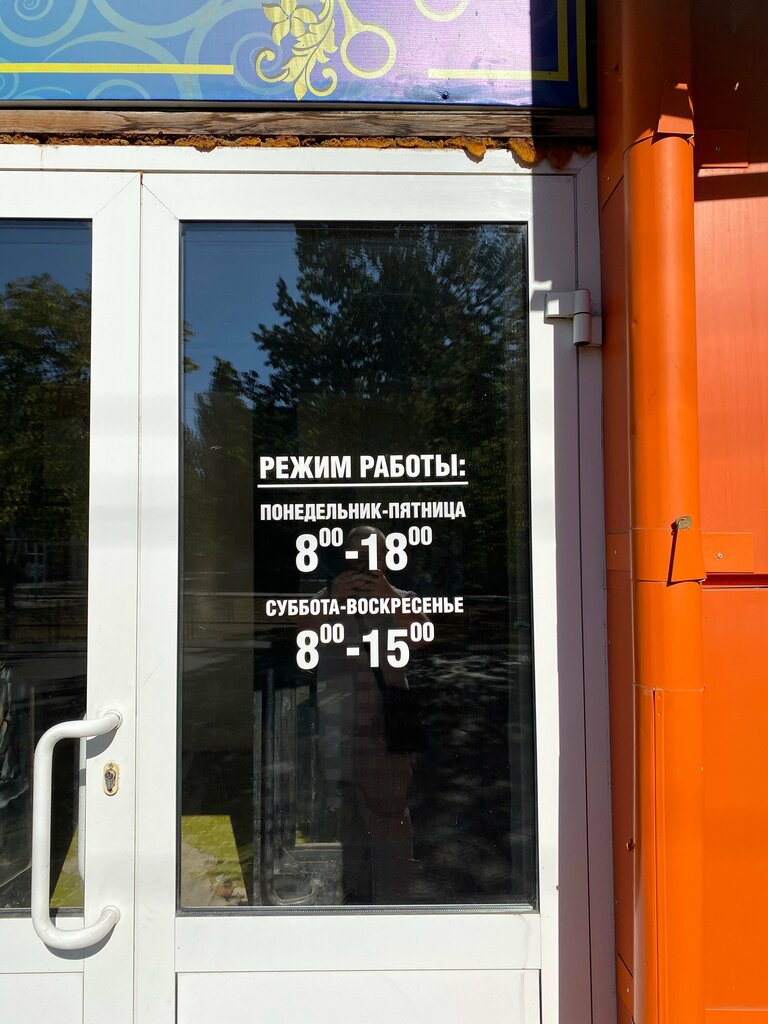 РЕЖИМ РАБОТЫ:
ПОНЕДЕЛЬНИК-ПЯТНИЦА
8⁰⁰-18⁰⁰
СУББОТА-ВОСКРЕСЕНЬЕ
8⁰⁰-15⁰⁰